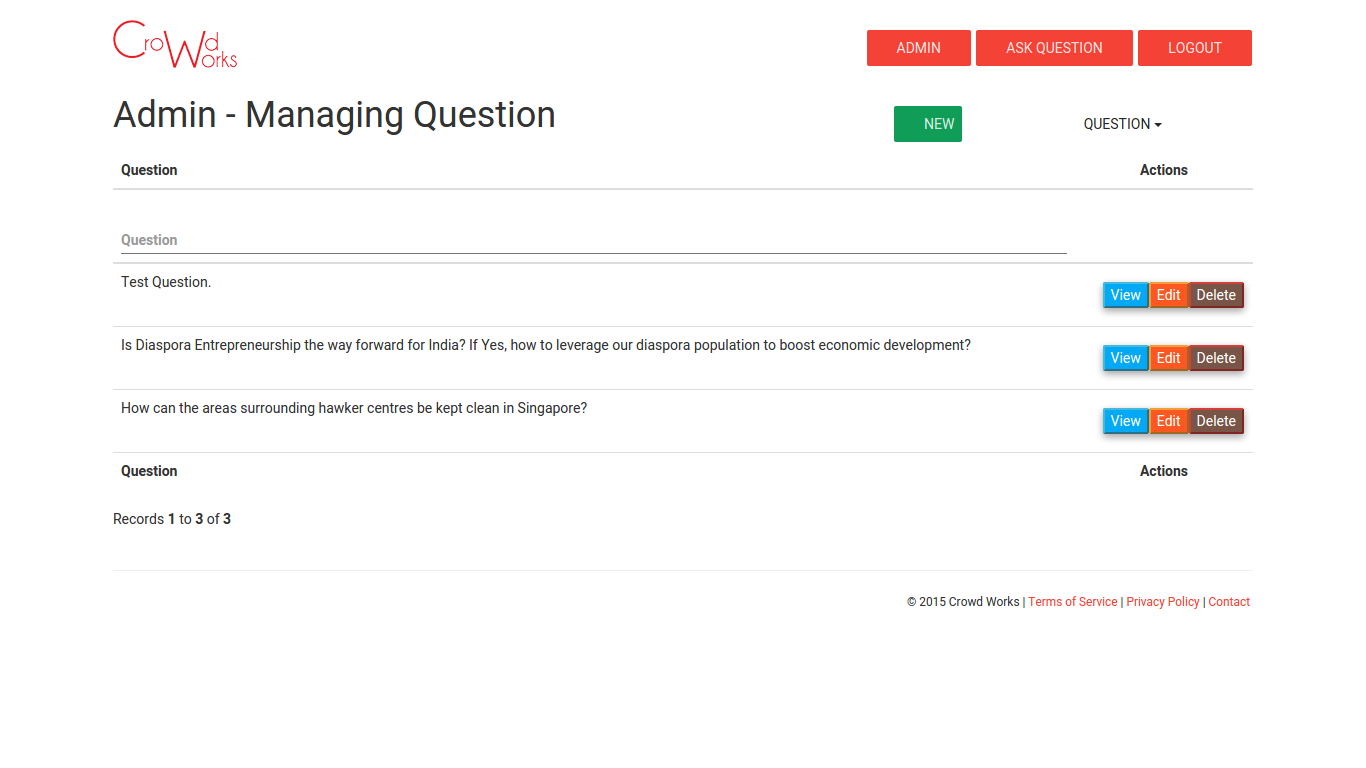 Crowd Works
ADMIN ASK QUESTION LOGOUT
Admin - Managing Question NEW QUESTION
Question Actions
Question
Test Question. View Edit Delete
Is Diaspora Entrepreneurship the way forward for India? If Yes, how to leverage our diaspora population to boost economic development? View Edit Delete
How can the areas surrounding hawker centres be kept clean in Singapore? View Edit Delete
Question Actions
Records 1 to 3 of 3
© 2015 Crowd Works | Terms of Service | Privacy Policy | Contact